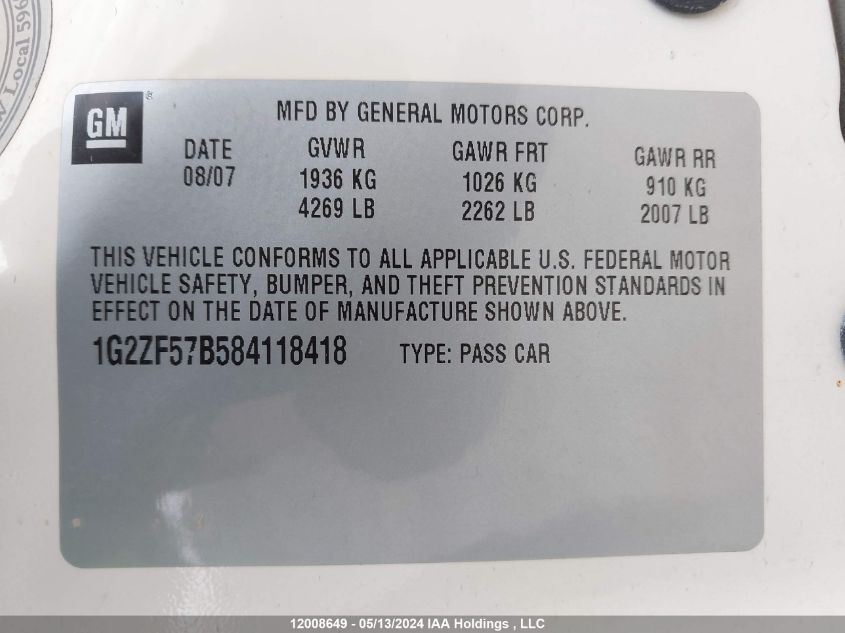 w Local 596
GM
MFD BY GENERAL MOTORS CORP.
DATE GVWR GAWR FRT GAWR RR
08/07 1936 KG 1026 KG 910 KG
4269 LB 2262 LB 2007 LB
THIS VEHICLE CONFORMS TO ALL APPLICABLE U.S. FEDERAL MOTOR
VEHICLE SAFETY, BUMPER, AND THEFT PREVENTION STANDARDS IN
EFFECT ON THE DATE OF MANUFACTURE SHOWN ABOVE.
1G2ZF57B584118418 TYPE: PASS CAR
12008649 - 05/13/2024 IAA Holdings , LLC